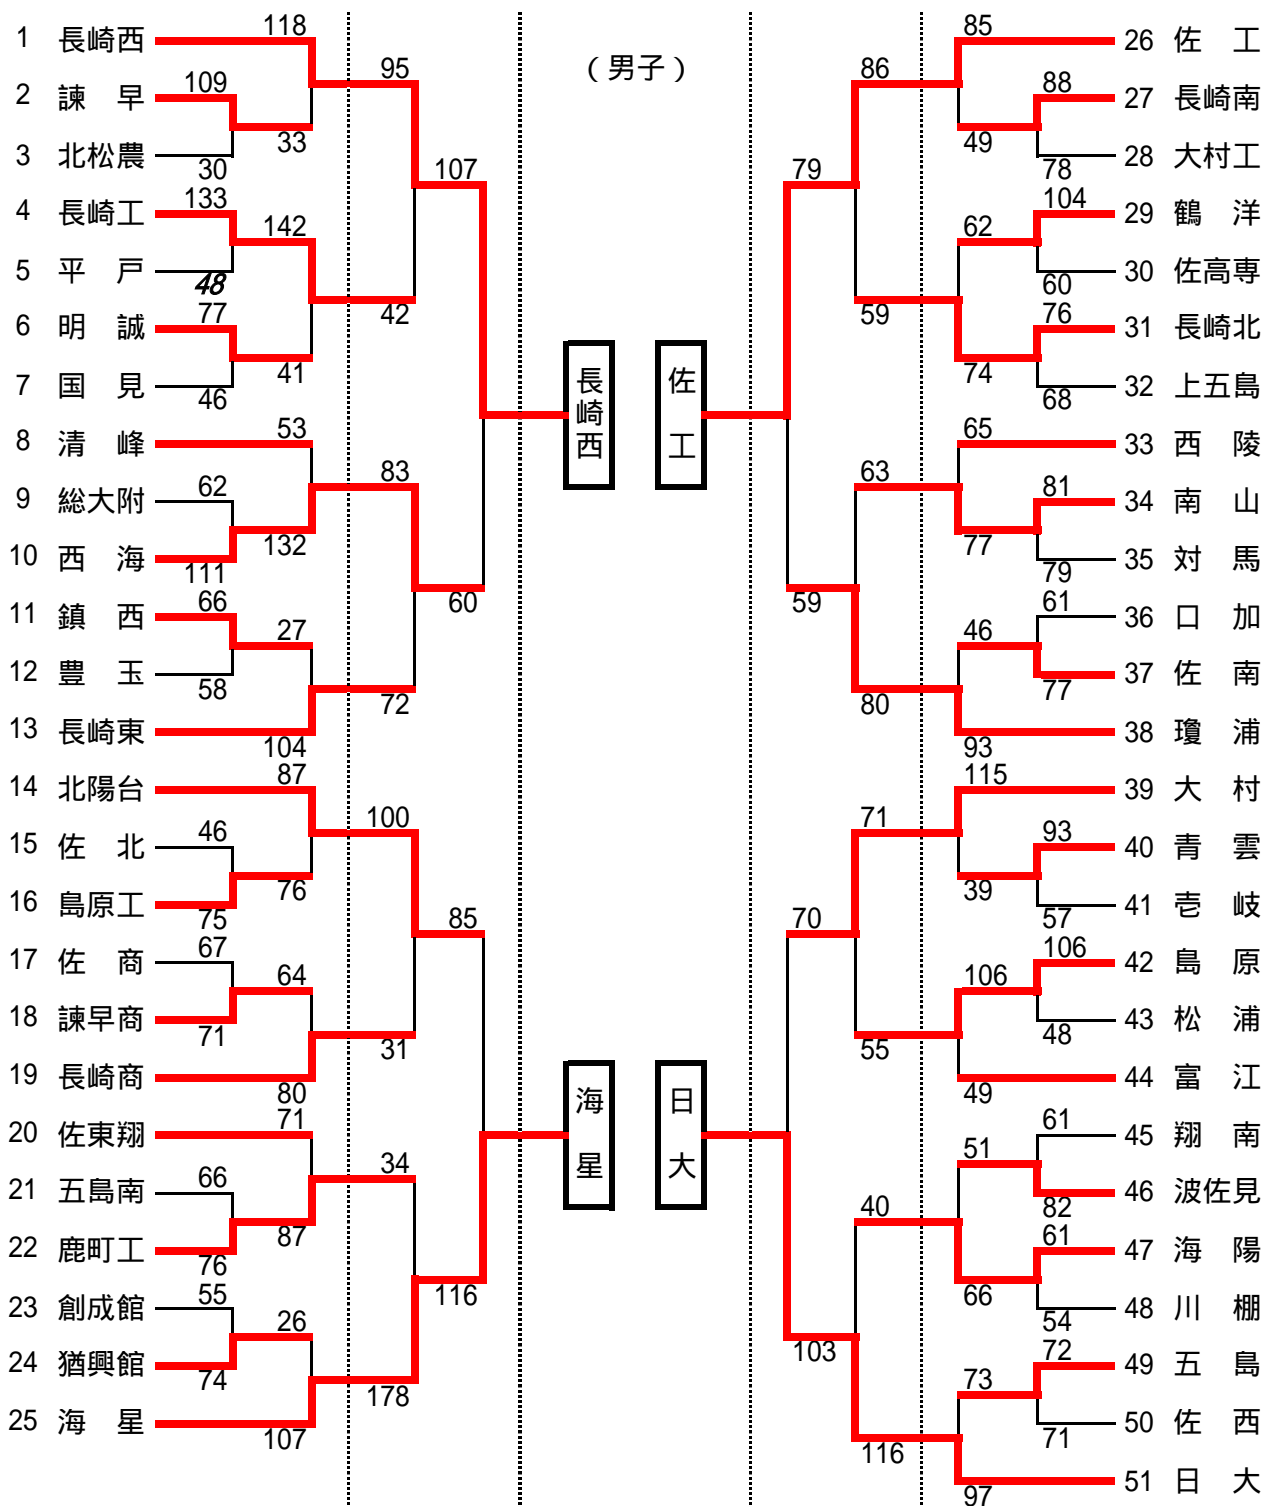 (男子)
1 長崎西 118
2 諫早 109
33
3 北松農 30
95
4 長崎工 133
142
5 平戸 48
6 明誠 77
41
7 国見 46
42
107
8 清峰 53
9 総大附 62
132
10 西海 111
83
11 鎮西 66
27
12 豊玉 58
13 長崎東 104
72
60
長崎西
14 北陽台 87
15 佐北 46
76
16 島原工 75
100
17 佐商 67
64
18 諫早商 71
19 長崎商 80
31
85
20 佐東翔 71
21 五島南 66
87
22 鹿町工 76
34
23 創成館 55
26
24 猶興館 74
25 海星 107
178
116
海星
85 26 佐工
88 27 長崎南
49
78 28 大村工
86
104 29 鶴洋
62
60 30 佐高専
76 31 長崎北
74
68 32 上五島
59
79
65 33 西陵
81 34 南山
77
79 35 対馬
63
61 36 口加
46
77 37 佐南
93 38 瓊浦
80
59
佐工
115 39 大村
93 40 青雲
39
57 41 壱岐
71
106 42 島原
106
48 43 松浦
49 44 富江
55
70
61 45 翔南
51
82 46 波佐見
61 47 海陽
66
54 48 川棚
40
72 49 五島
73
71 50 佐西
97 51 日大
116
103
日大